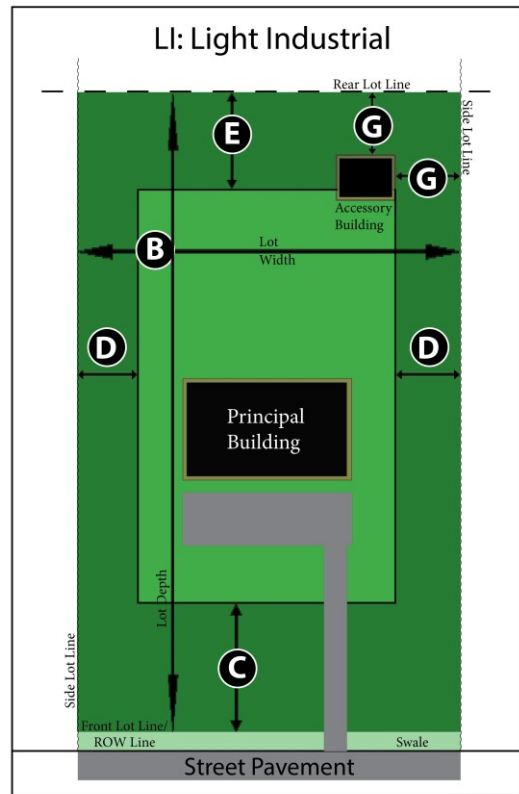 LI: Light Industrial
Rear Lot Line
E
G
Side Lot Line
G
Accessory
Building
B
Lot
Width
D
D
Principal
Building
Lot Depth
C
Side Lot Line
Front Lot Line/
ROW Line
Swale
Street Pavement